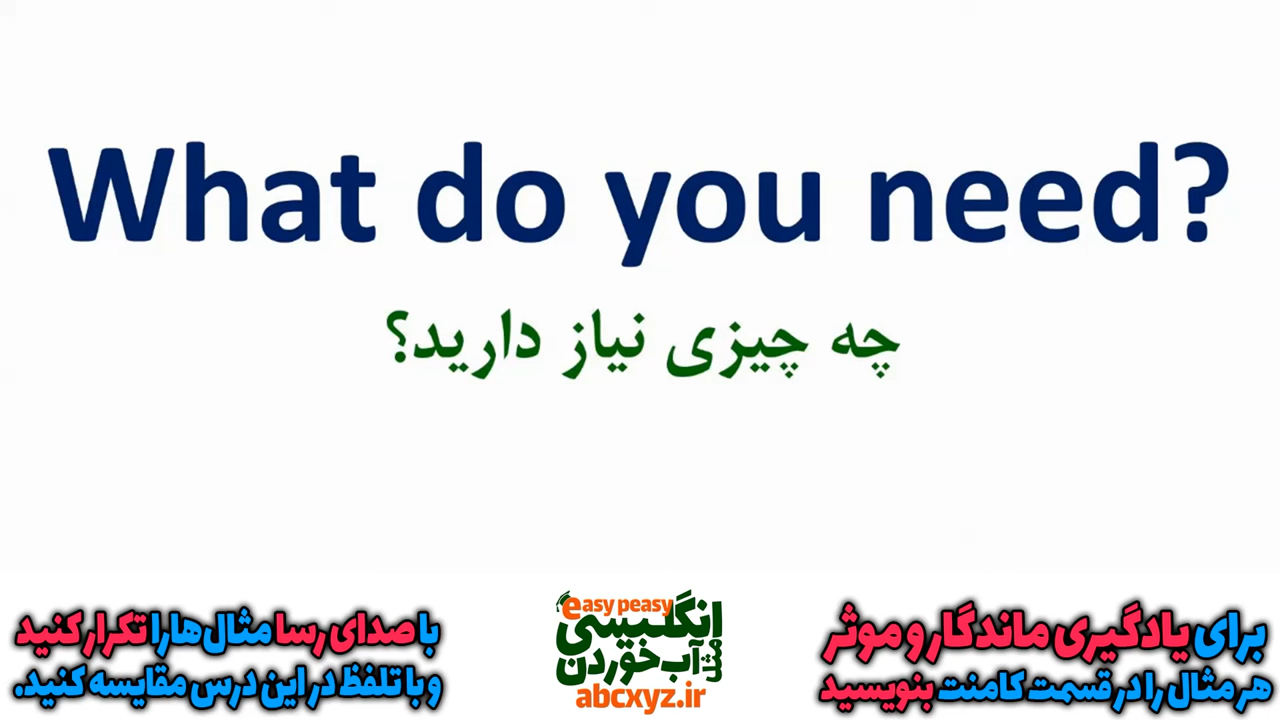 What do you need?
چه چیزی نیاز دارید؟
برای یادگیری ماندگار و موثر
هر مثال را در قسمت کامنت بنویسید
easy peasy
انگلیسی
مثل آب خوردن
abcxyz.ir
با صدای رسا مثال‌ها را تکرار کنید
و با تلفظ در این درس مقایسه کنید.